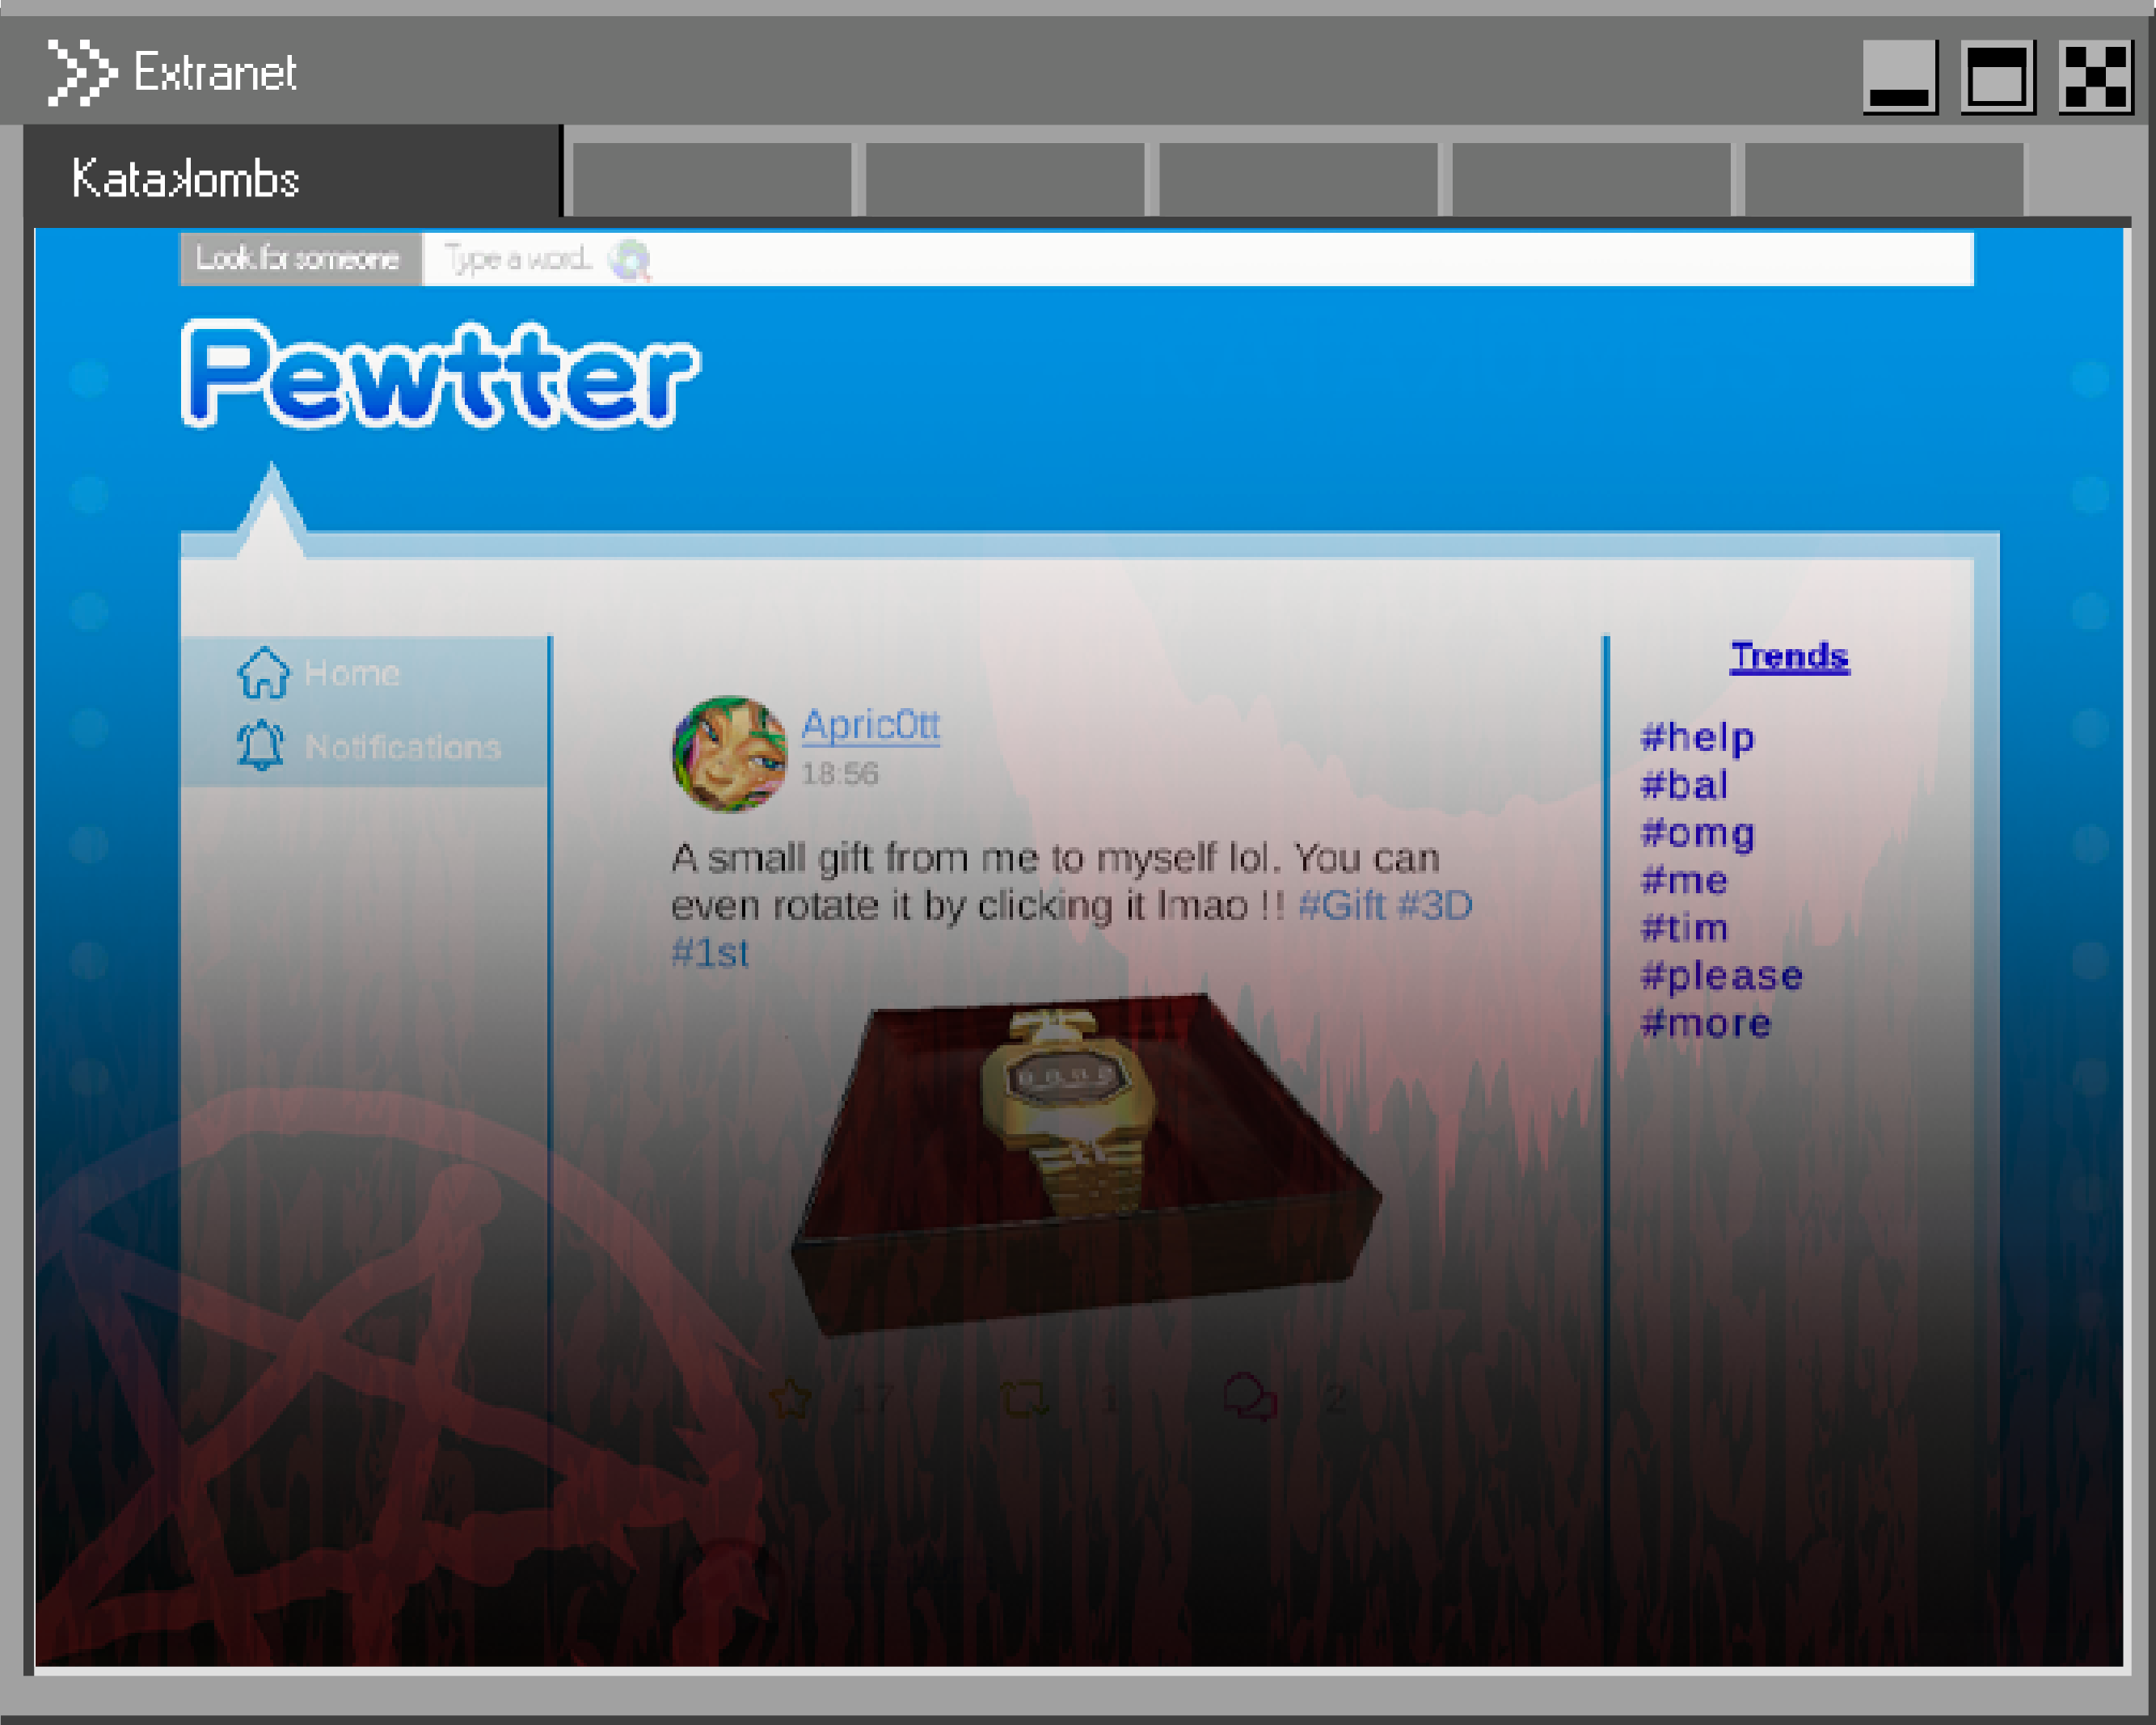 Extranet
Katakombs
Look for someone
Type a word..
Pewtter
Home
Notifications
Apric0tt
18:56
A small gift from me to myself lol. You can
even rotate it by clicking it lmao !! #Gift #3D
#1st
17
1
2
Trends
#help
#bal
#omg
#me
#tim
#please
#more